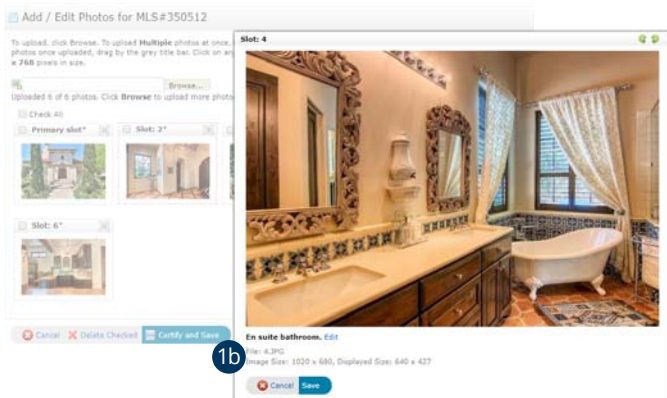 Add / Edit Photos for MLS#350512
To upload, click Browse. To upload Multiple photos at once,
photos once uploaded, drag by the grey title bar. Click on any
x 768 pixels in size.
Browse...
Uploaded 6 of 6 photos. Click Browse to upload more photo
Check All
Primary slot*
Slot: 2*
Slot: 6*
Cancel
Delete Checked
Certify and Save
Slot: 4
En suite bathroom. Edit
File: 4.JPG
Image Size: 1020 x 680, Displayed Size: 640 x 427
1b
Cancel
Save